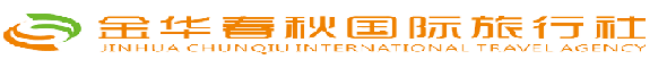 金华春秋国际旅行社
JINHUA CHUNQIU INTERNATIONAL TRAVEL AGENCY